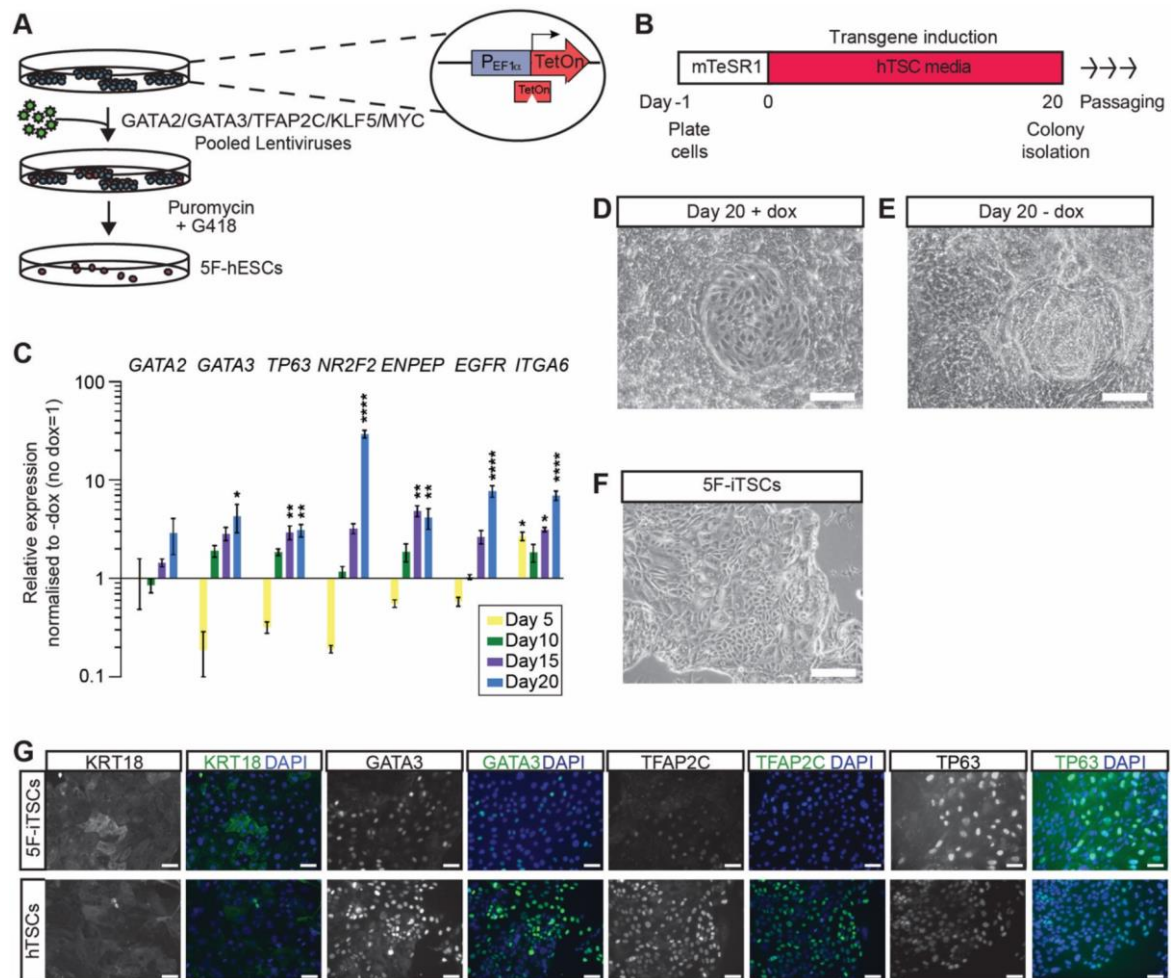 A
P EF1α TetOn
TetOn
GATA2/GATA3/TFAP2C/KLF5/MYC
Pooled Lentiviruses
Puromycin
+ G418
5F-hESCs
B
Transgene induction
mTeSR1 hTSC media
Day -1 0 20 Passaging
Plate Colony
cells isolation
C
GATA2 GATA3 TP63 NR2F2 ENPEP EGFR ITGA6
Relative expression
normalised to -dox (no dox=1)
100
10
1
0.1
* ** ** **** ** ** **** * * ****
Day 5
Day10
Day15
Day20
D
Day 20 + dox
E
Day 20 - dox
F
5F-iTSCs
G
KRT18 KRT18 DAPI GATA3 GATA3DAPI TFAP2C TFAP2C DAPI TP63 TP63 DAPI
5F-iTSCs
hTSCs